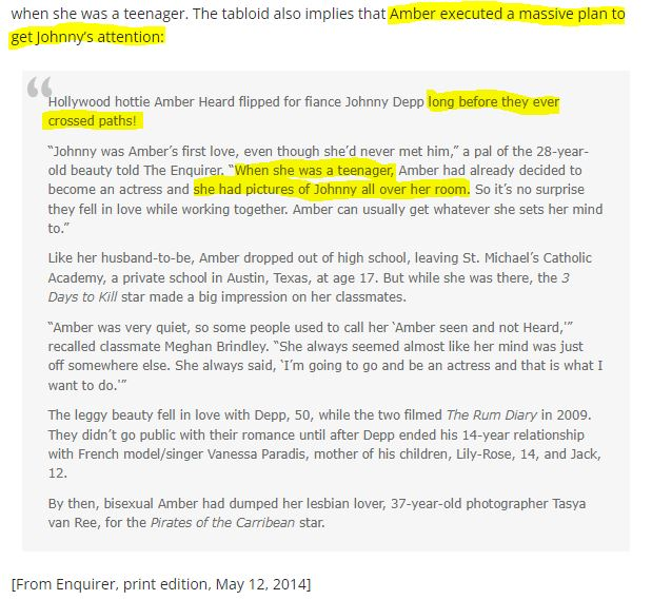 when she was a teenager. The tabloid also implies that Amber executed a massive plan to
get Johnny’s attention:
“
Hollywood hottie Amber Heard flipped for fiance Johnny Depp long before they ever
crossed paths!
“Johnny was Amber’s first love, even though she’d never met him,” a pal of the 28-year-
old beauty told The Enquirer. “When she was a teenager, Amber had already decided to
become an actress and she had pictures of Johnny all over her room. So it’s no surprise
they fell in love while working together. Amber can usually get whatever she sets her mind
to.”
Like her husband-to-be, Amber dropped out of high school, leaving St. Michael’s Catholic
Academy, a private school in Austin, Texas, at age 17. But while she was there, the 3
Days to Kill star made a big impression on her classmates.
“Amber was very quiet, so some people used to call her ‘Amber seen and not Heard,’”
recalled classmate Meghan Brindley. “She always seemed almost like her mind was just
off somewhere else. She always said, ‘I’m going to go and be an actress and that is what I
want to do.'”
The leggy beauty fell in love with Depp, 50, while the two filmed The Rum Diary in 2009.
They didn’t go public with their romance until after Depp ended his 14-year relationship
with French model/singer Vanessa Paradis, mother of his children, Lily-Rose, 14, and Jack,
12.
By then, bisexual Amber had dumped her lesbian lover, 37-year-old photographer Tasya
van Ree, for the Pirates of the Carribean star.
[From Enquirer, print edition, May 12, 2014]